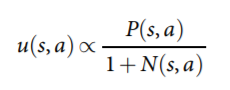 u(s, a) ∝ P(s, a) / (1 + N(s, a))